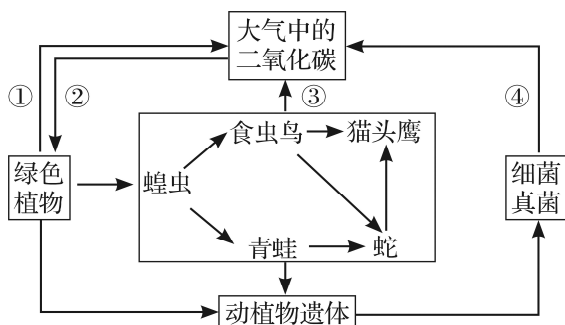 大气中的
二氧化碳
①
②
③
④
食虫鸟
猫头鹰
绿色
植物
蝗虫
细菌
真菌
青蛙
蛇
动植物遗体